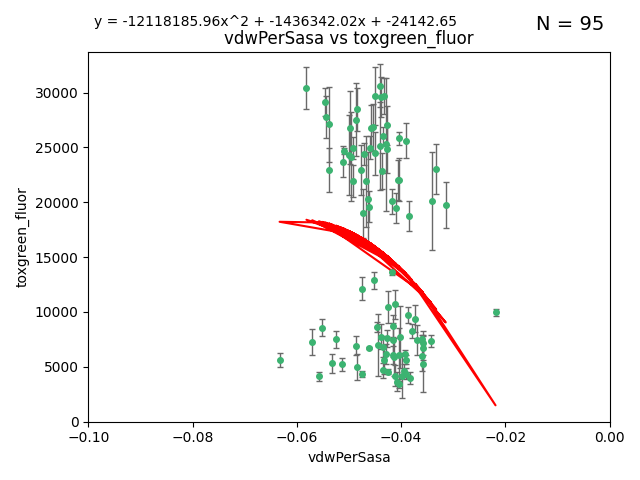 y = -12118185.96x^2 + -1436342.02x + -24142.65
N = 95
vdwPerSasa vs toxgreen_fluor
30000
25000
20000
15000
10000
5000
0
toxgreen_fluor
−0.10 −0.08 −0.06 −0.04 −0.02 0.00
vdwPerSasa